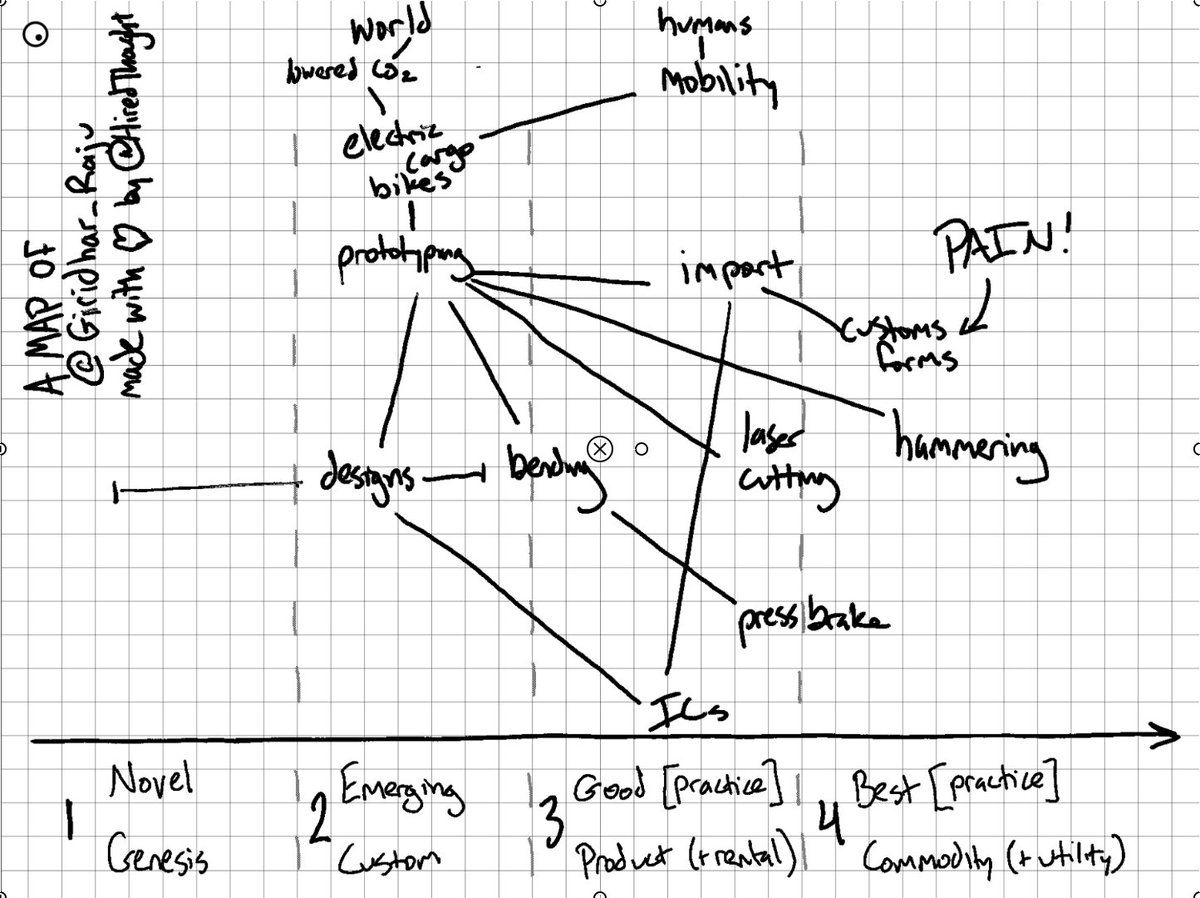 A MAP OF
@Giridhar_Raju
made with ♡ by @HiredThought
World
lowered CO2
humans
Mobility
electric
cargo
bikes
prototyping
import
PAIN!
customs
forms
designs
bending
laser
cutting
hammering
press brake
ICs
1
Novel
Genesis
2
Emerging
Custom
3
Good [practice]
Product (+rental)
4
Best [practice]
Commodity (+utility)